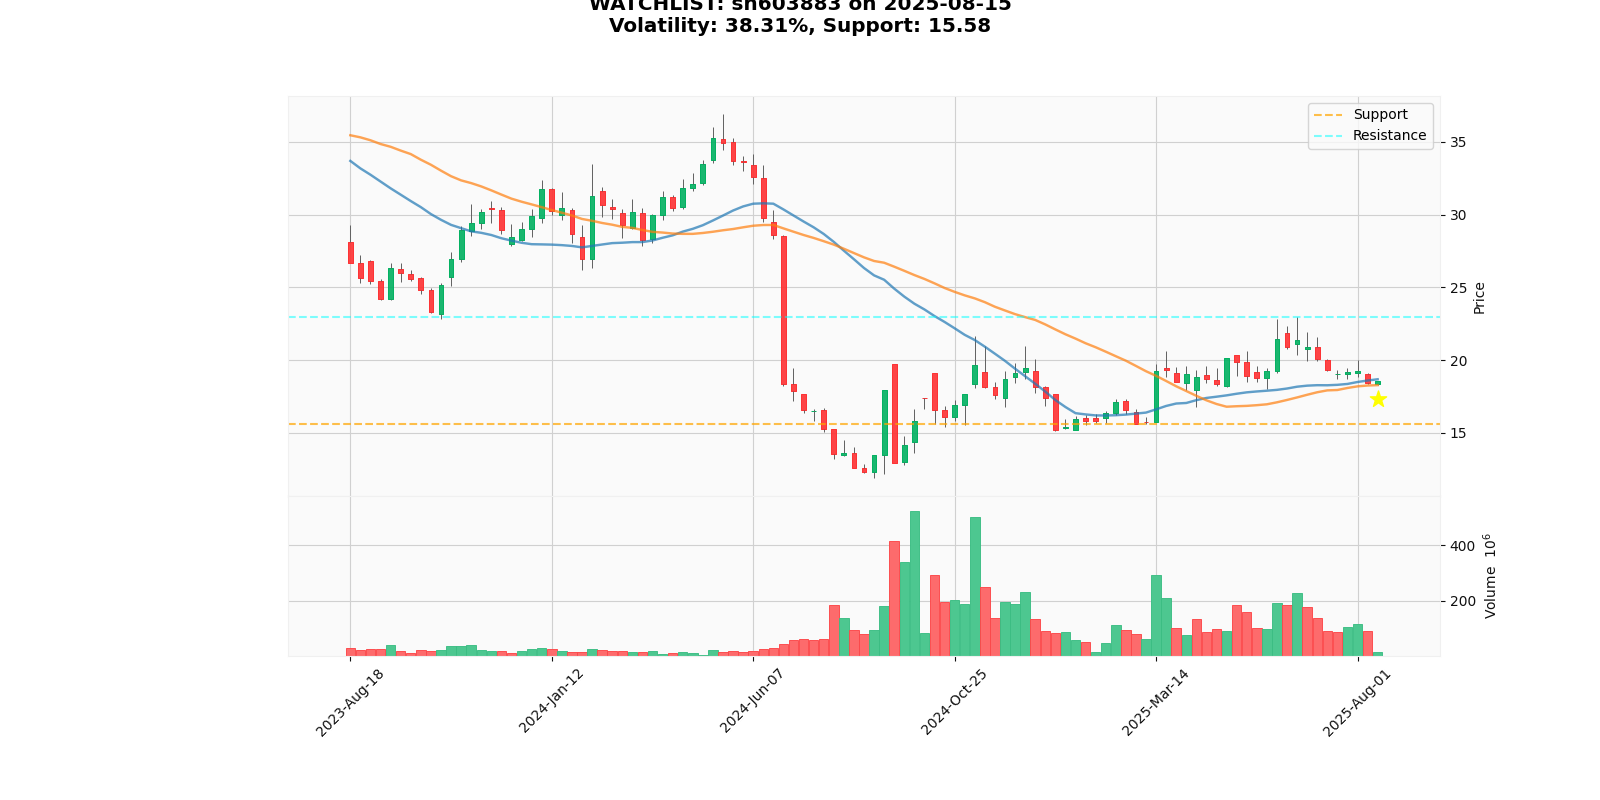 WATCHLIST: sh603883 on 2025-08-15
Volatility: 38.31%, Support: 15.58
Support
Resistance
35
30
25
20
15
Price
400
200
Volume 10⁶
2023-Aug-18
2024-Jan-12
2024-Jun-07
2024-Oct-25
2025-Mar-14
2025-Aug-01